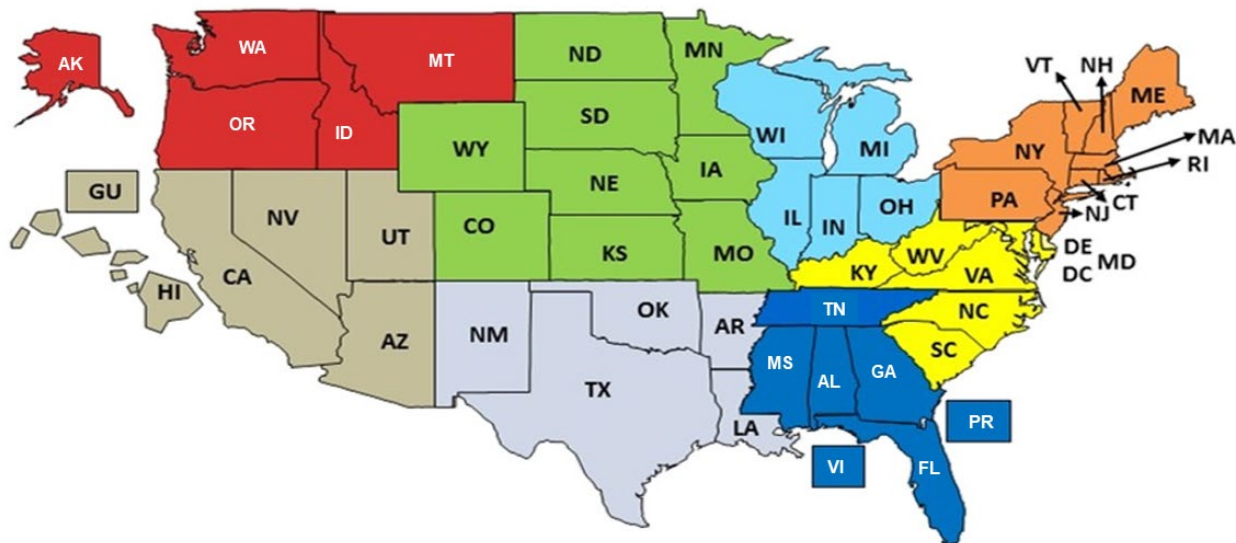 AK
WA
MT
ND
MN
VT
NH
ME
OR
ID
SD
WI
MI
NY
MA
RI
WY
IA
NE
PA
CT
NJ
GU
NV
UT
CO
KS
MO
IL
IN
OH
WV
VA
DE
MD
DC
CA
HI
KY
NC
AZ
NM
OK
AR
TN
SC
TX
MS
AL
GA
LA
PR
VI
FL